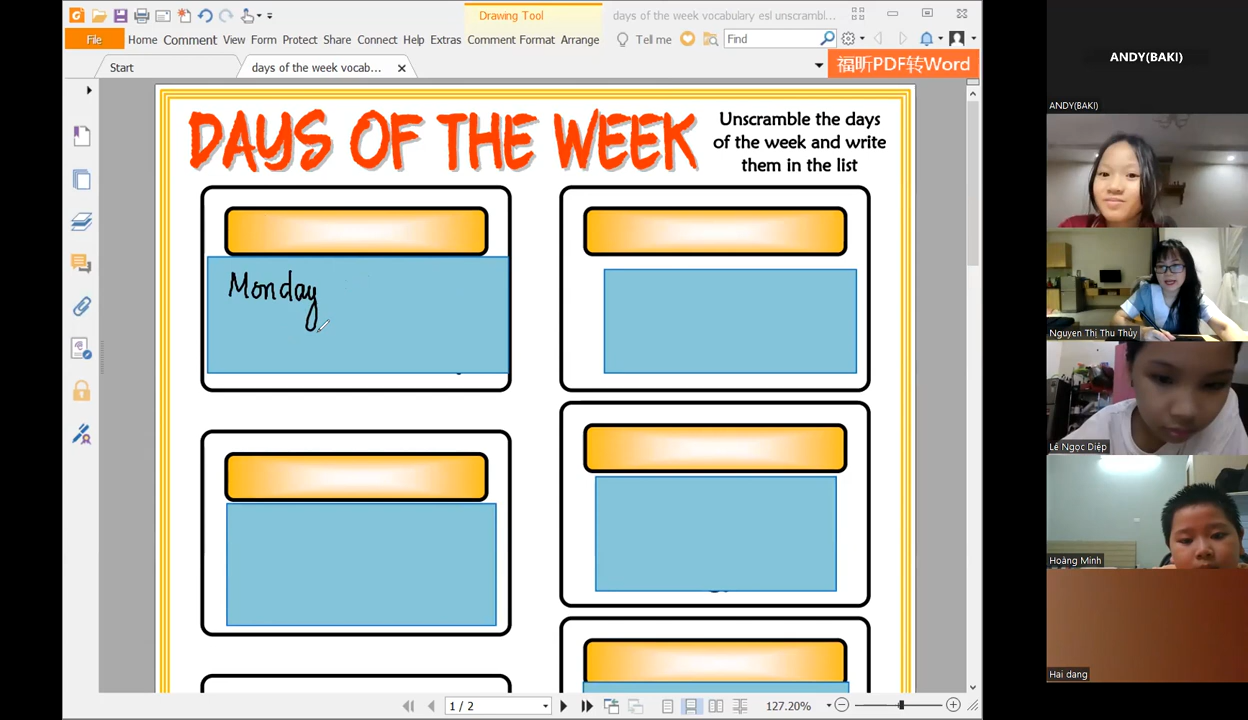 Drawing Tool
days of the week vocabulary esl unscrambl...
File Home Comment View Form Protect Share Connect Help Extras Comment Format Arrange Tell me Find
Start
days of the week vocab...
福昕PDF转Word
DAYS OF THE WEEK
Unscramble the days
of the week and write
them in the list
Monday
1 / 2
127.20%
ANDY(BAKI)
ANDY(BAKI)
Nguyen Thị Thu Thủy
Lê Ngọc Diệp
Hoàng Minh
Hai dang